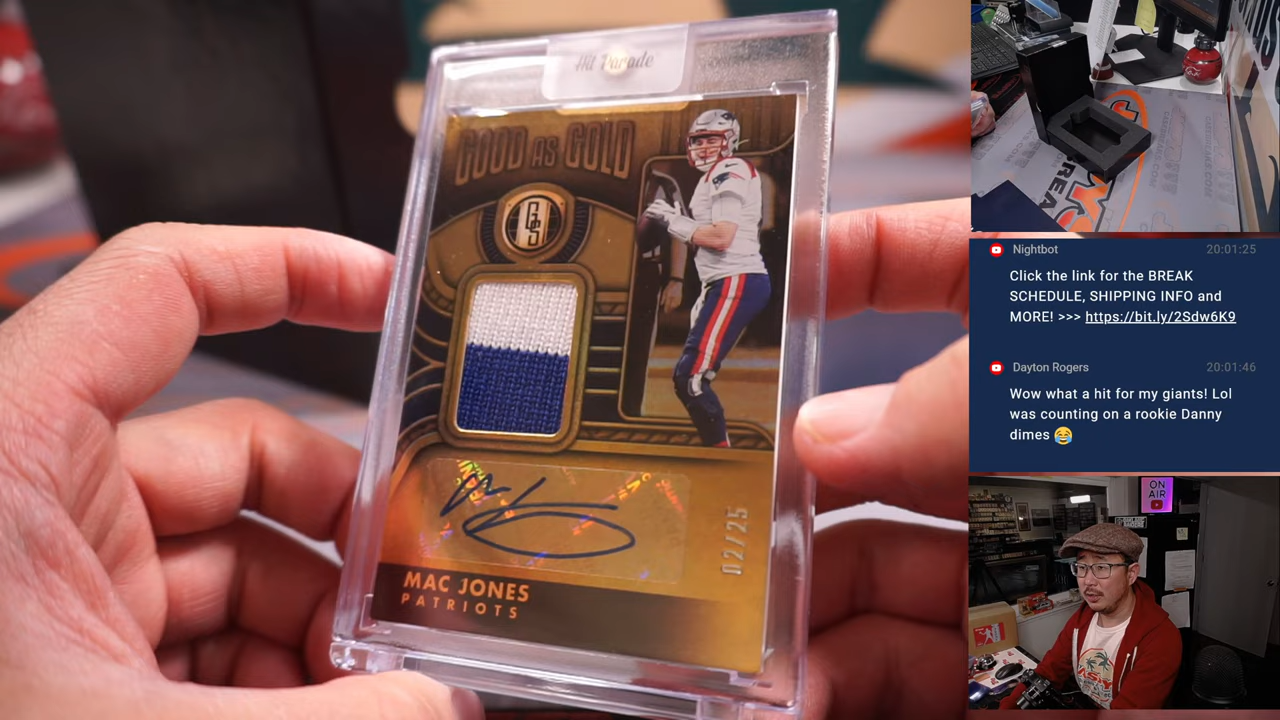 Hit Parade
GOOD AS GOLD
GS
02/25
MAC JONES
PATRIOTS
Nightbot 20:01:25
Click the link for the BREAK
SCHEDULE, SHIPPING INFO and
MORE! >>> https://bit.ly/2Sdw6K9
Dayton Rogers 20:01:46
Wow what a hit for my giants! Lol
was counting on a rookie Danny
dimes 😂
ON
AIR